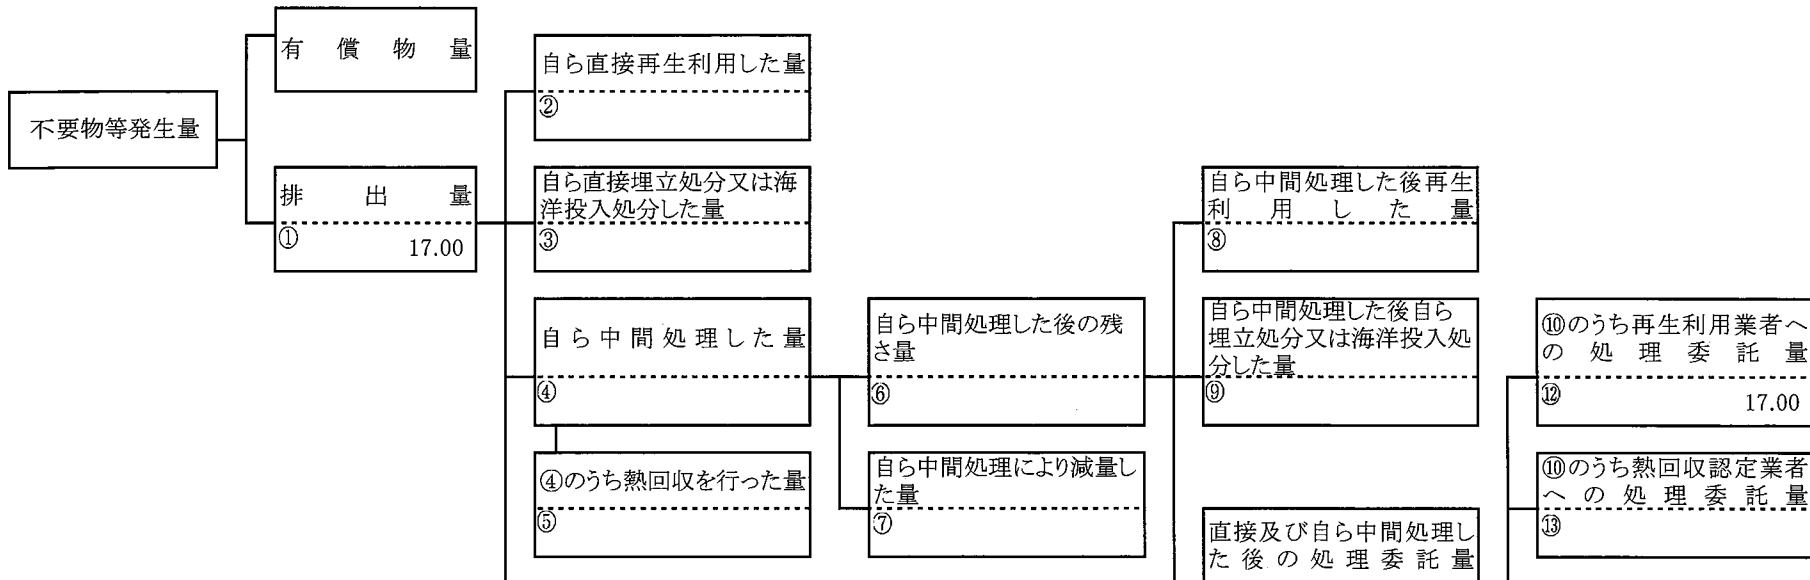 有償物量
不要物等発生量
排出量
①
17.00
自ら直接再生利用した量
②
自ら直接埋立処分又は海
洋投入処分した量
③
自ら中間処理した量
④
④のうち熱回収を行った量
⑤
自ら中間処理した後の残
さ量
⑥
自ら中間処理により減量し
た量
⑦
自ら中間処理した後再生
利用した量
⑧
自ら中間処理した後自ら
埋立処分又は海洋投入処
分した量
⑨
直接及び自ら中間処理し
た後の処理委託量
⑩のうち再生利用業者へ
の処理委託量
⑫
17.00
⑩のうち熱回収認定業者
への処理委託量
⑬